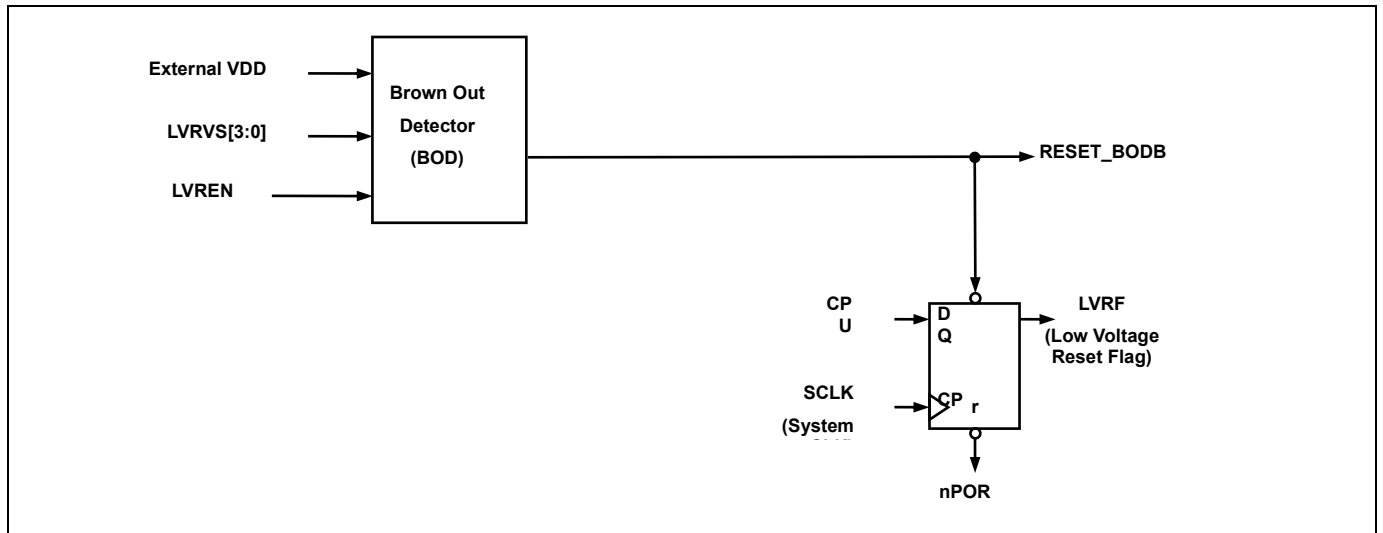 External VDD
LVRVS[3:0]
LVREN
Brown Out
Detector
(BOD)
RESET_BODB
CP
U
D
Q
CP r
LVRF
(Low Voltage
Reset Flag)
SCLK
(System
nPOR